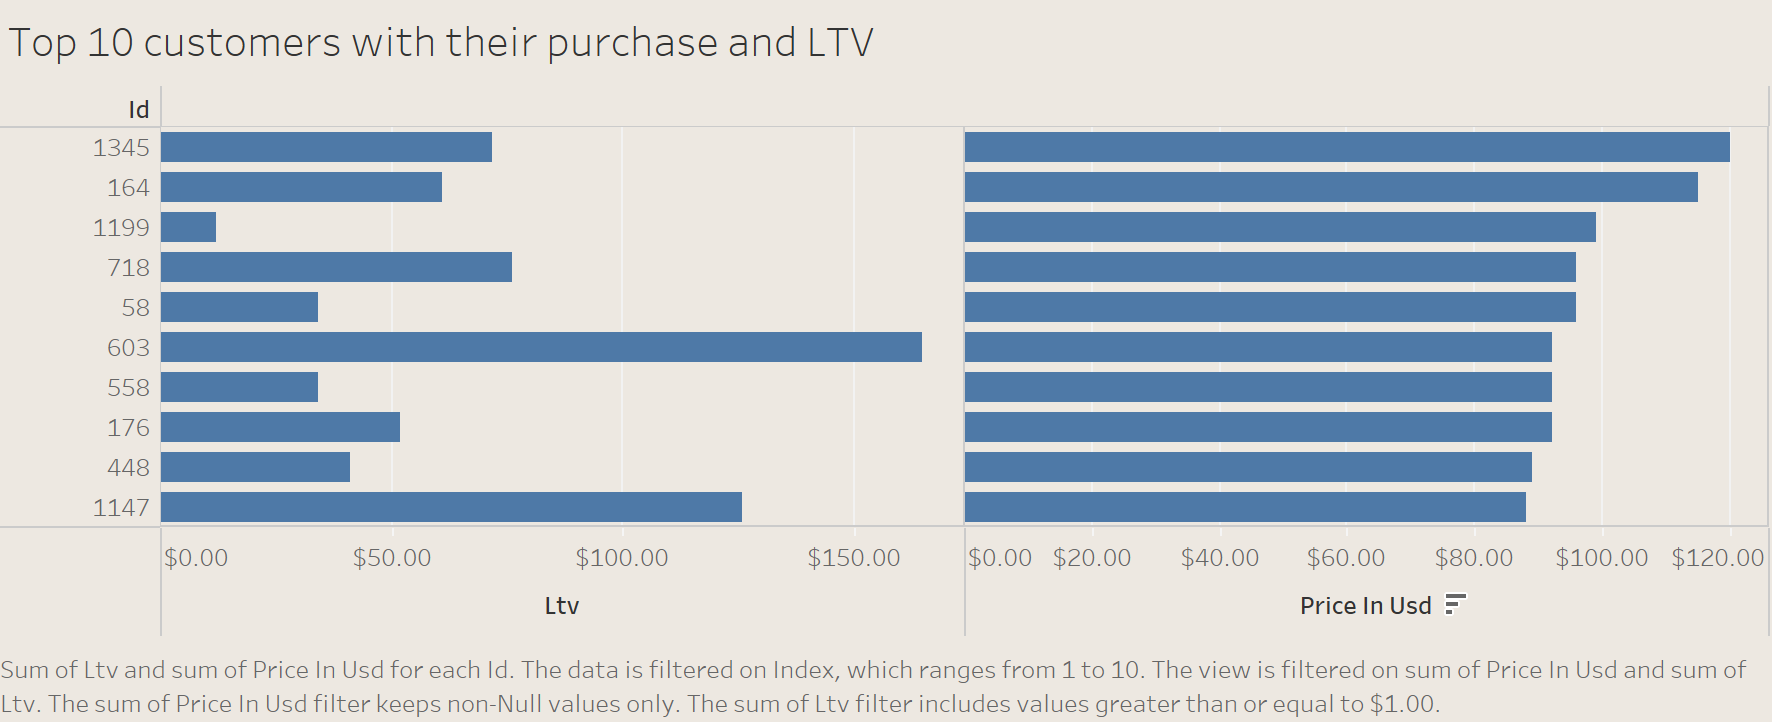 Top 10 customers with their purchase and LTV
Id
1345
164
1199
718
58
603
558
176
448
1147
$0.00 $50.00 $100.00 $150.00 $0.00 $20.00 $40.00 $60.00 $80.00 $100.00 $120.00
Ltv Price In Usd
Sum of Ltv and sum of Price In Usd for each Id. The data is filtered on Index, which ranges from 1 to 10. The view is filtered on sum of Price In Usd and sum of
Ltv. The sum of Price In Usd filter keeps non-Null values only. The sum of Ltv filter includes values greater than or equal to $1.00.